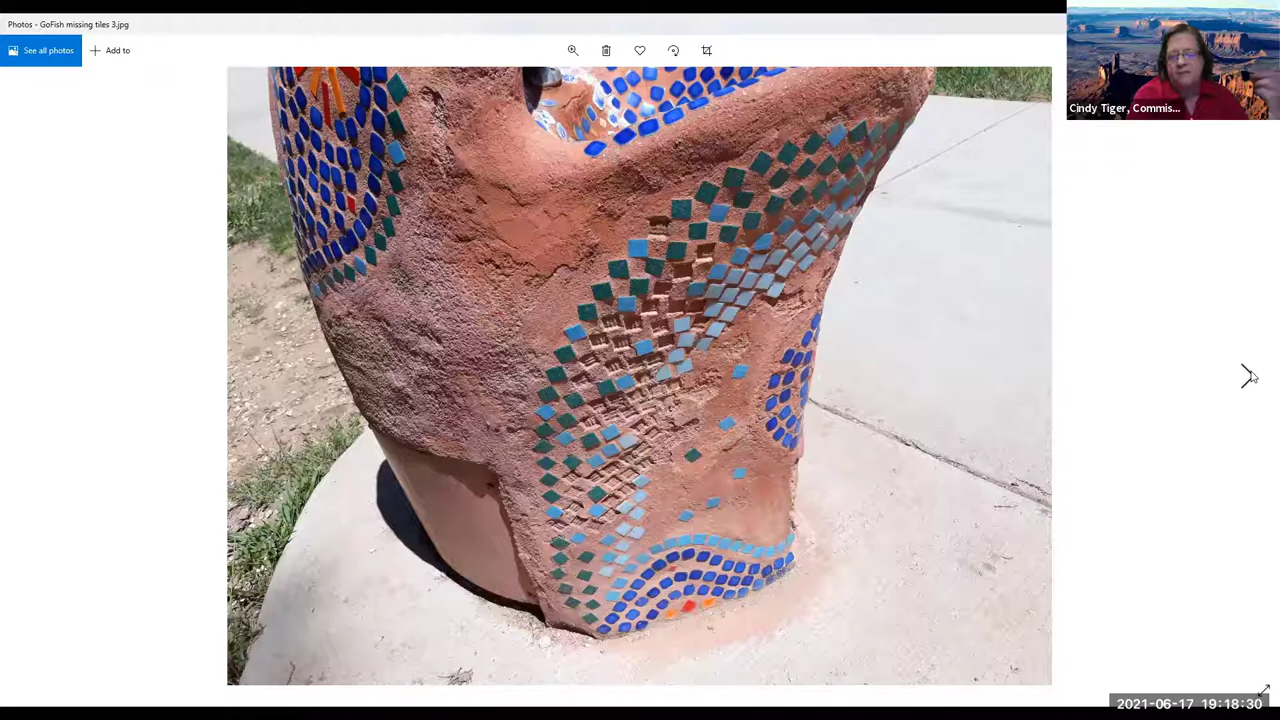 Photos - GoFish missing tiles 3.jpg
See all photos
Add to
Cindy Tiger, Commis...
2021-06-17 19:18:30